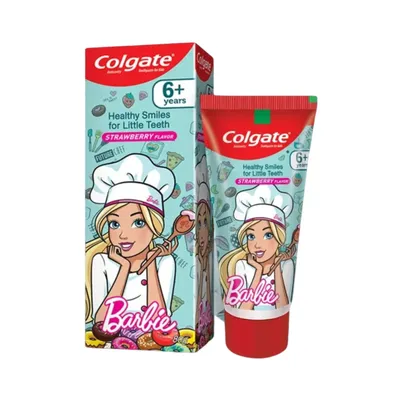 Colgate
6+
years
Healthy Smiles
for Little Teeth
STRAWBERRY FLAVOR
Barbie
Colgate
6+
years
Healthy Smiles
for Little Teeth
STRAWBERRY FLAVOR
Barbie